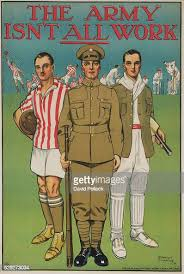 THE ARMY
ISN'T ALL WORK
gettyimages
David Pollack